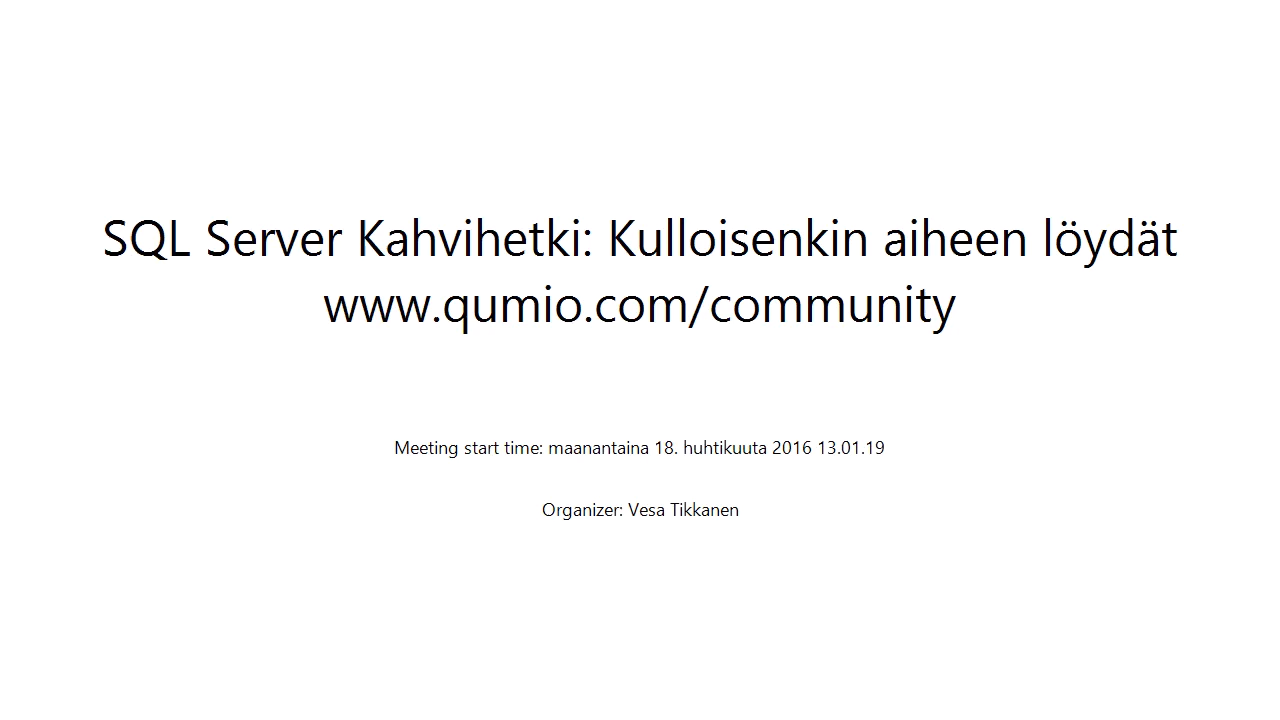 SQL Server Kahvihetki: Kulloisenkin aiheen löydät
www.qumio.com/community
Meeting start time: maanantaina 18. huhtikuuta 2016 13.01.19
Organizer: Vesa Tikkanen